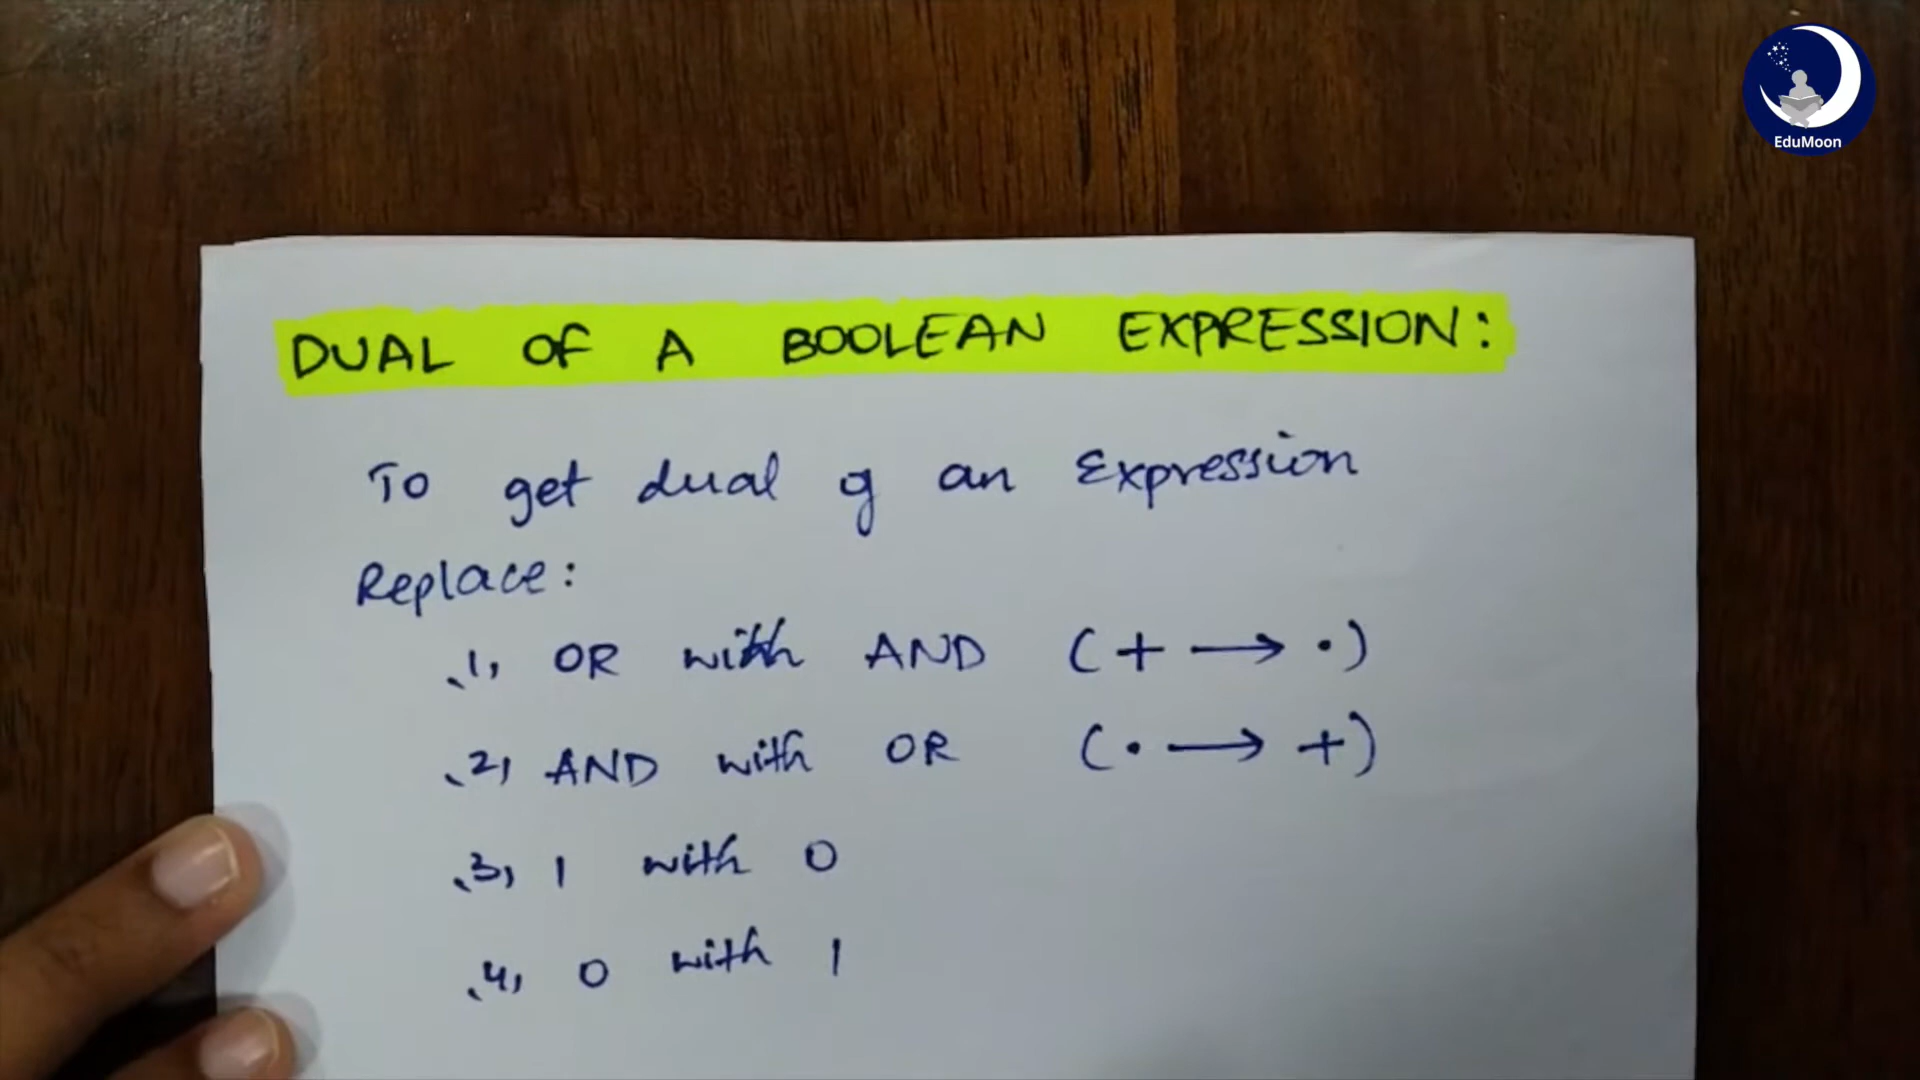 EduMoon
DUAL OF A BOOLEAN EXPRESSION:
To get dual of an Expression
Replace:
1, OR with AND (+ → ·)
2, AND with OR (· → +)
3, 1 with 0
4, 0 with 1